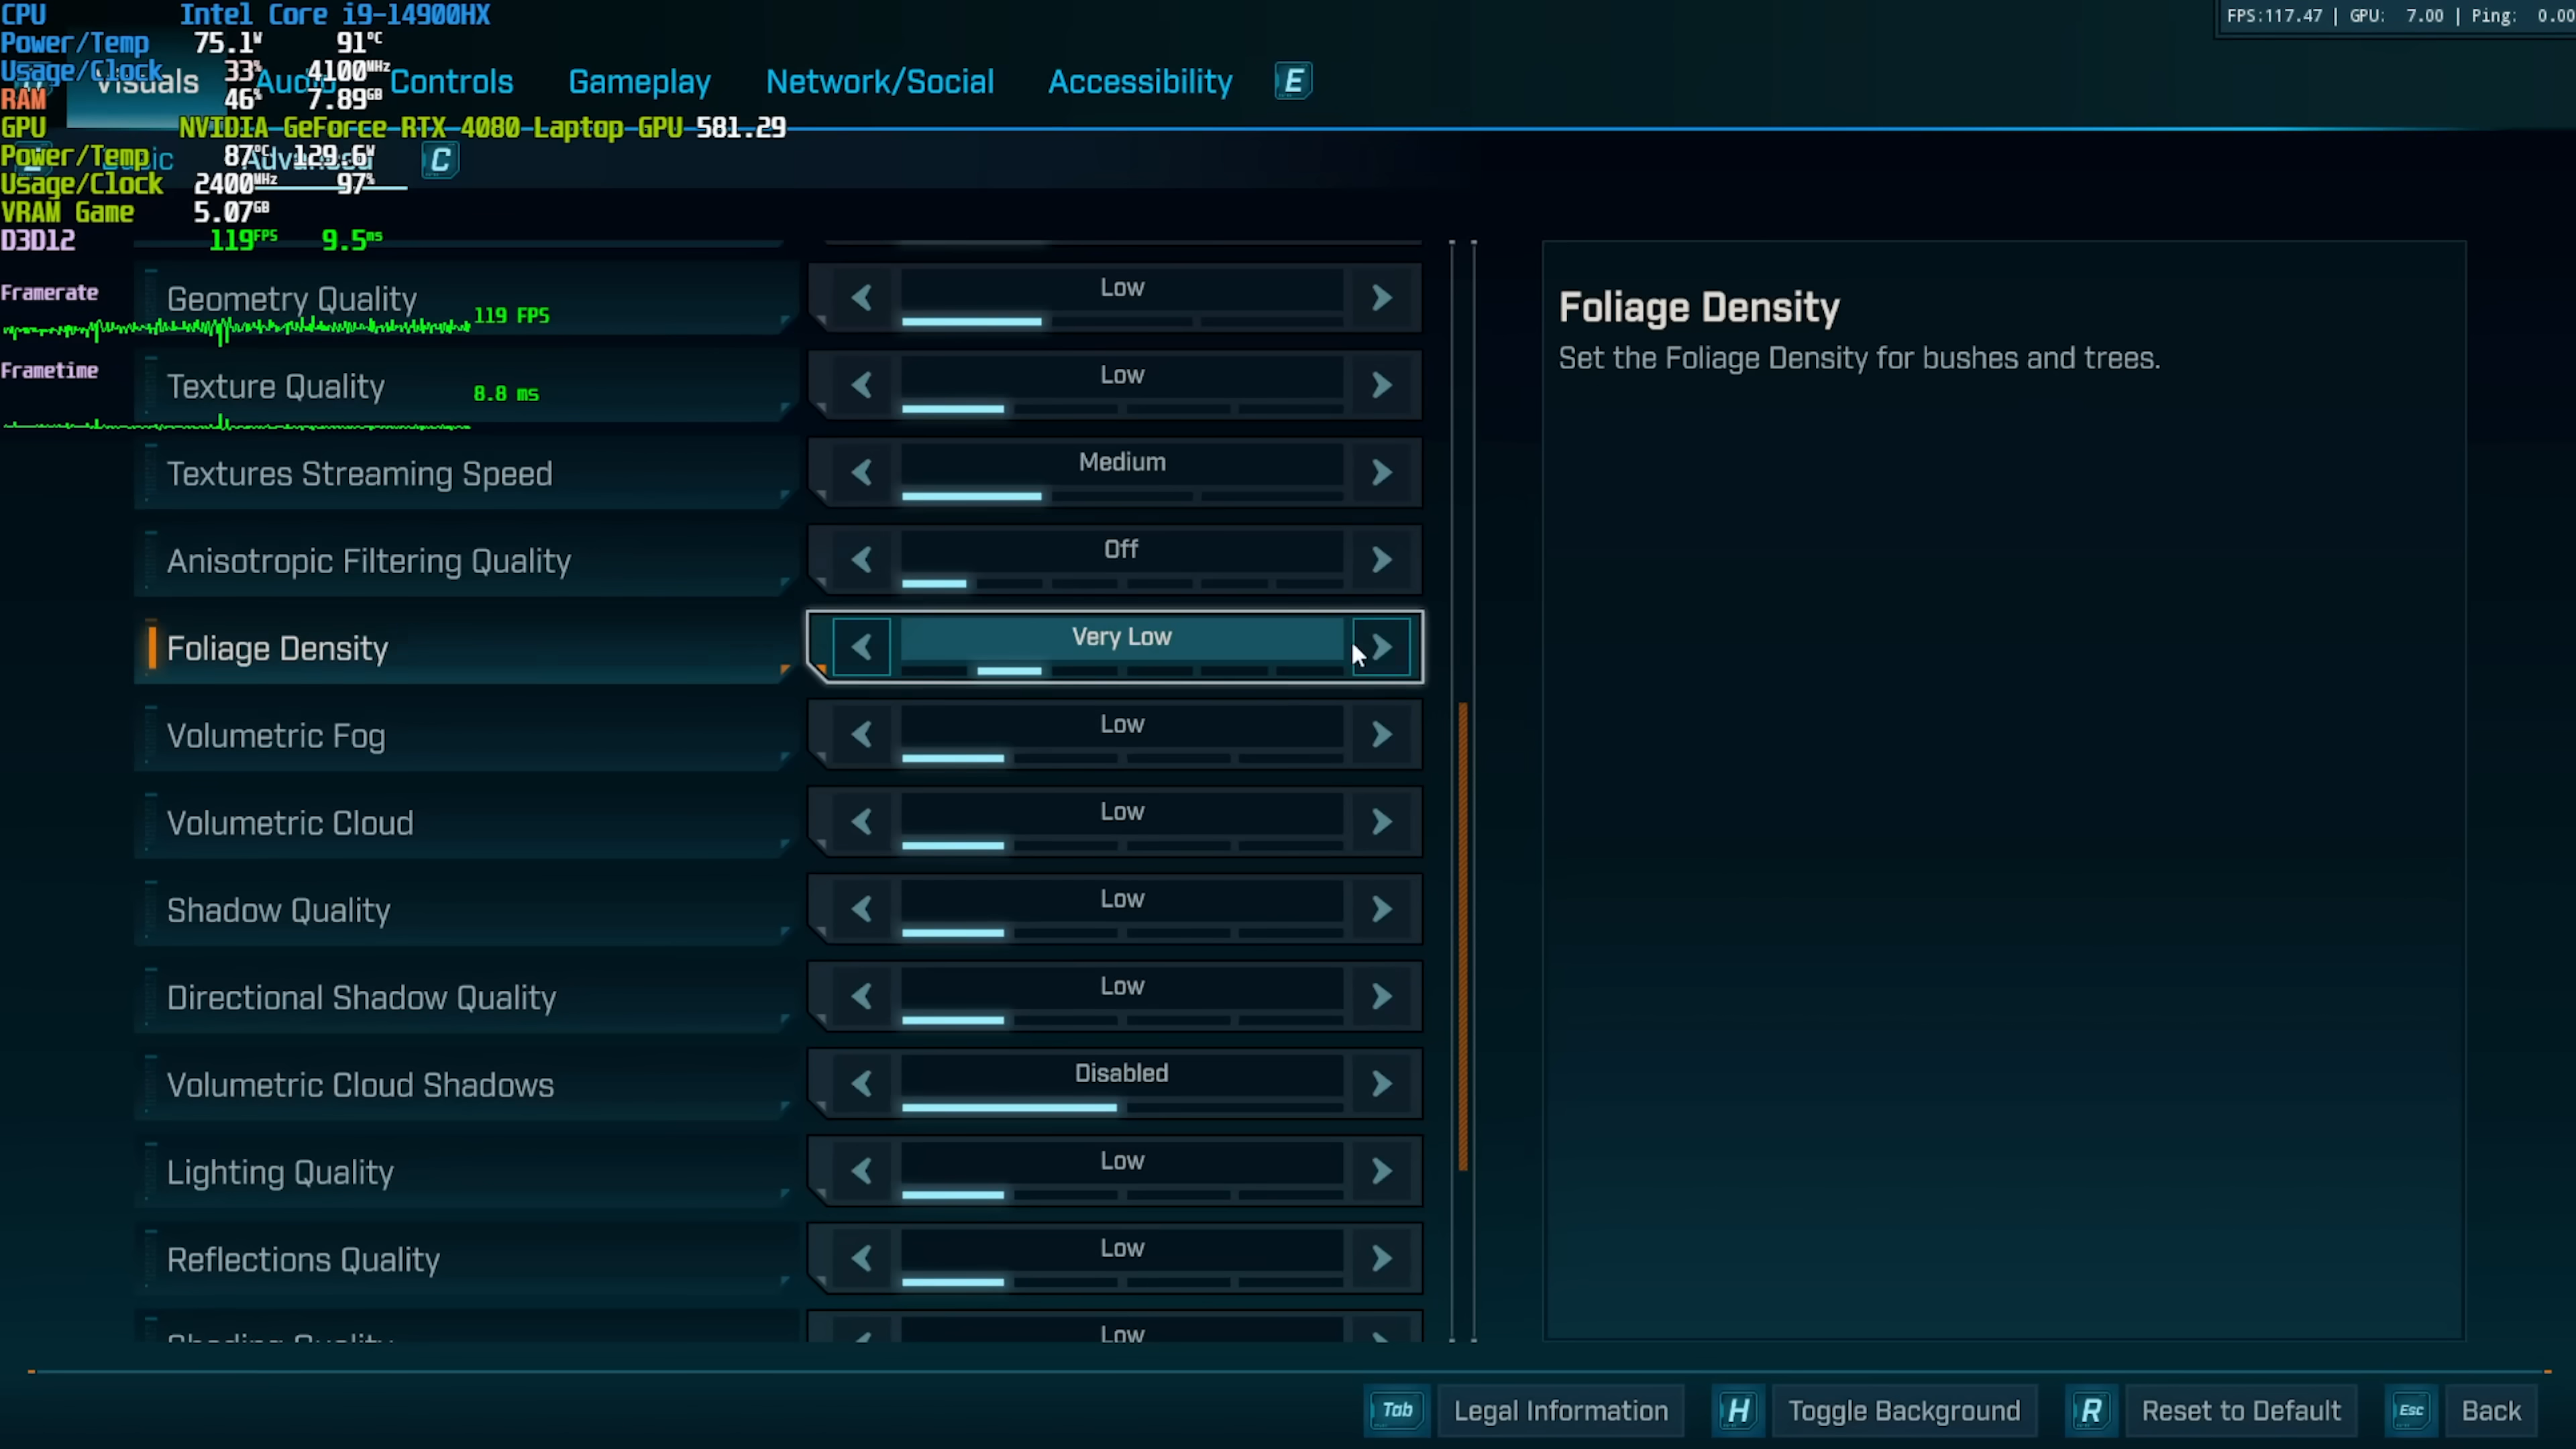 CPU Intel Core i9-14900HX
FPS:117.47 | GPU: 7.00 | Ping: 0.00
Power/Temp 75.1W 91°C
Usage/Clock 33% 4100MHz
Visuals Audio Controls Gameplay Network/Social Accessibility E
RAM 46% 7.89GB
GPU NVIDIA GeForce RTX 4080 Laptop GPU 581.29
Power/Temp 87°C 129.6W
Advanced C
Usage/Clock 2400MHz 97%
VRAM Game 5.07GB
D3D12 119FPS 9.5ms
Framerate 119 FPS
Geometry Quality Low
Frametime 8.8 ms
Texture Quality Low
Textures Streaming Speed Medium
Anisotropic Filtering Quality Off
Foliage Density Very Low
Volumetric Fog Low
Volumetric Cloud Low
Shadow Quality Low
Directional Shadow Quality Low
Volumetric Cloud Shadows Disabled
Lighting Quality Low
Reflections Quality Low
Shading Quality Low
Foliage Density
Set the Foliage Density for bushes and trees.
Tab Legal Information H Toggle Background R Reset to Default Esc Back